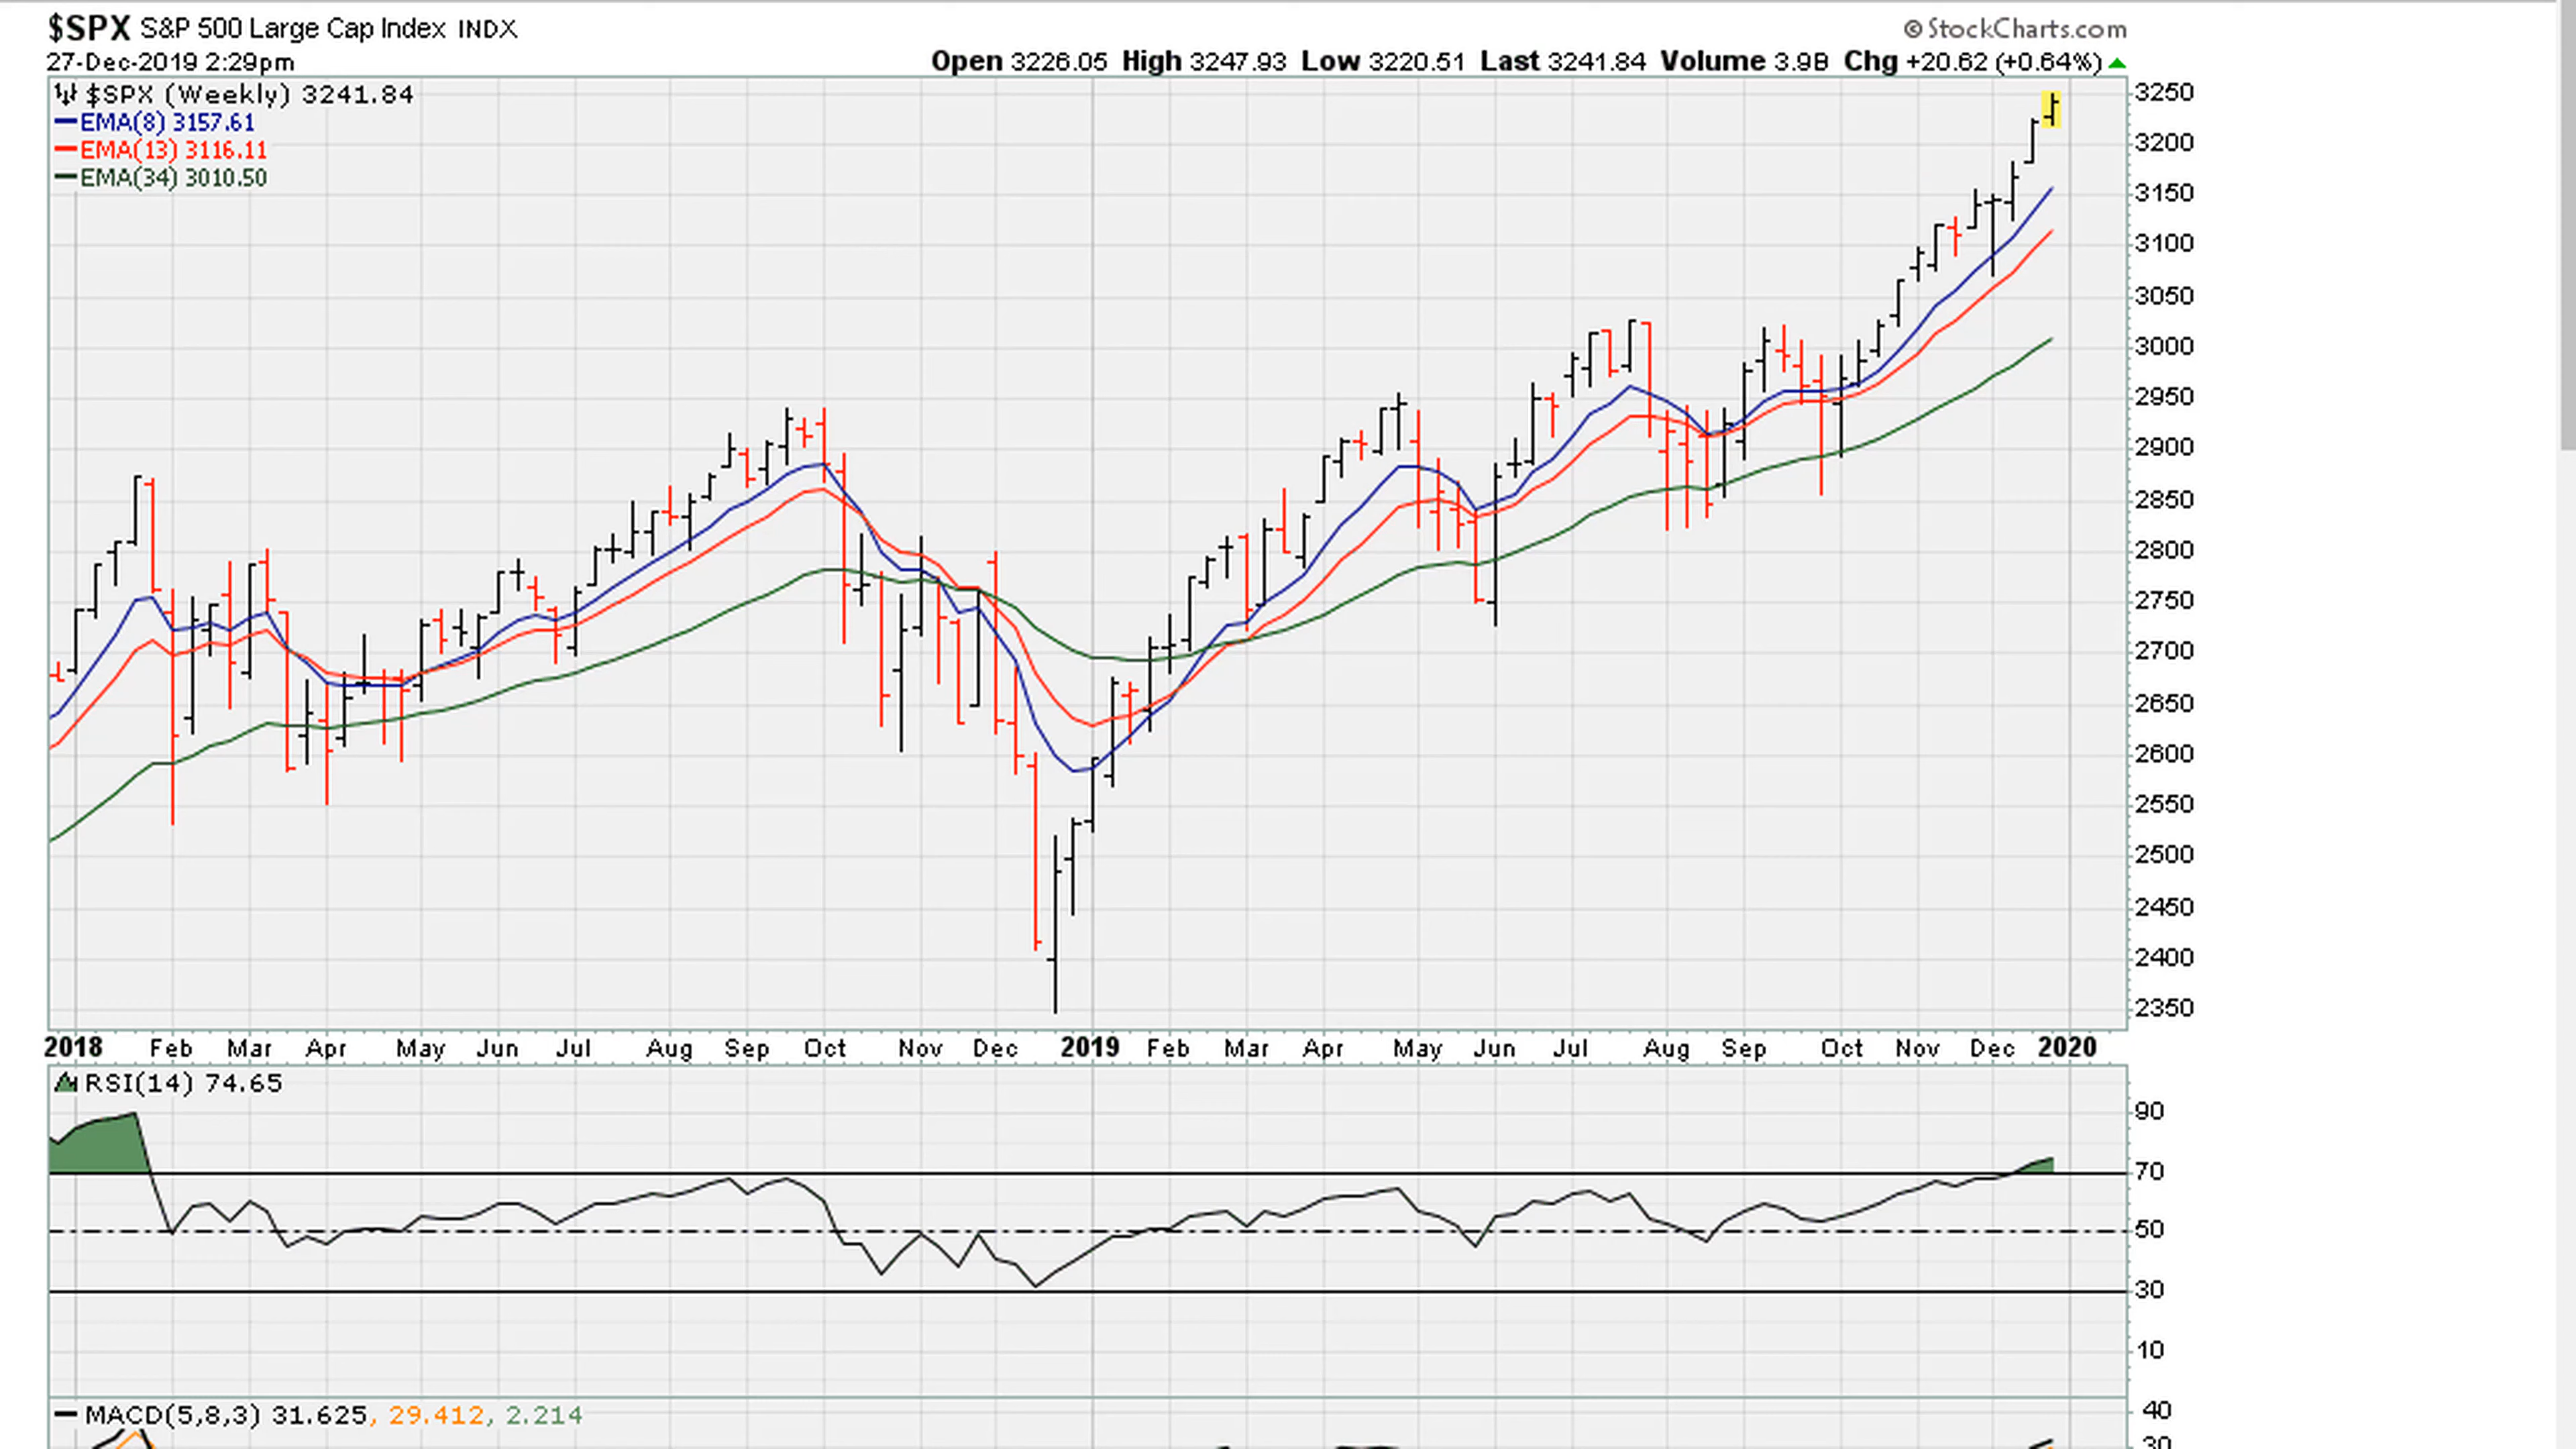 $SPX S&P 500 Large Cap Index INDX © StockCharts.com
27-Dec-2019 2:29pm Open 3226.05 High 3247.93 Low 3220.51 Last 3241.84 Volume 3.9B Chg +20.62 (+0.64%)
$SPX (Weekly) 3241.84
EMA(8) 3157.61
EMA(13) 3116.11
EMA(34) 3010.50
3250
3200
3150
3100
3050
3000
2950
2900
2850
2800
2750
2700
2650
2600
2550
2500
2450
2400
2350
2018 Feb Mar Apr May Jun Jul Aug Sep Oct Nov Dec 2019 Feb Mar Apr May Jun Jul Aug Sep Oct Nov Dec 2020
RSI(14) 74.65
90
70
50
30
10
MACD(5,8,3) 31.625, 29.412, 2.214
40
30